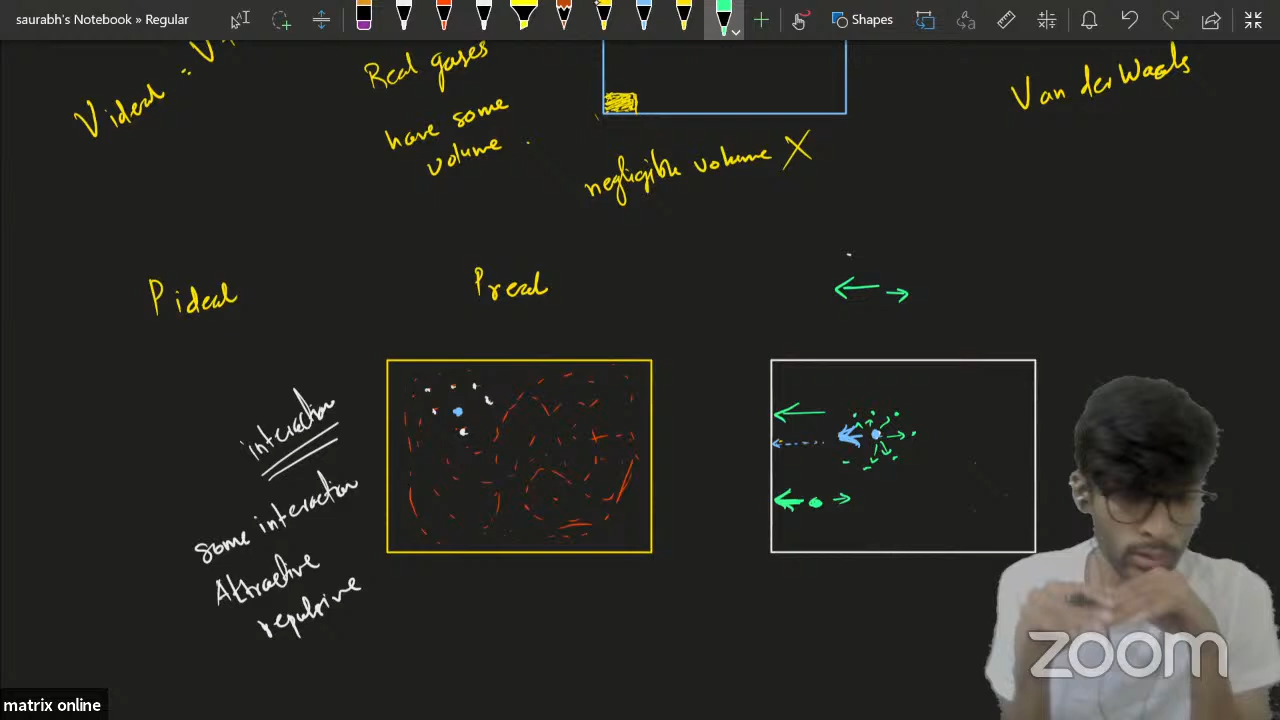 saurabh's Notebook » Regular
Shapes
V ideal =
Real gases
have some
volume
negligible volume X
Van der Waals
P ideal
P real
interaction
some interaction
Attractive
repulsive
zoom
matrix online